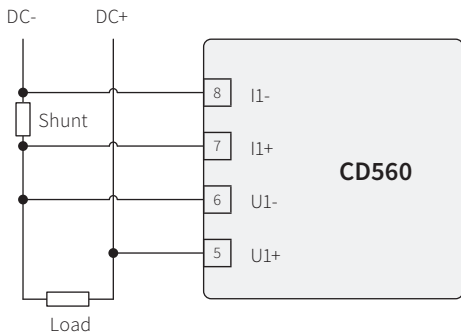 DC- DC+
8 I1-
Shunt
7 I1+
CD560
6 U1-
5 U1+
Load